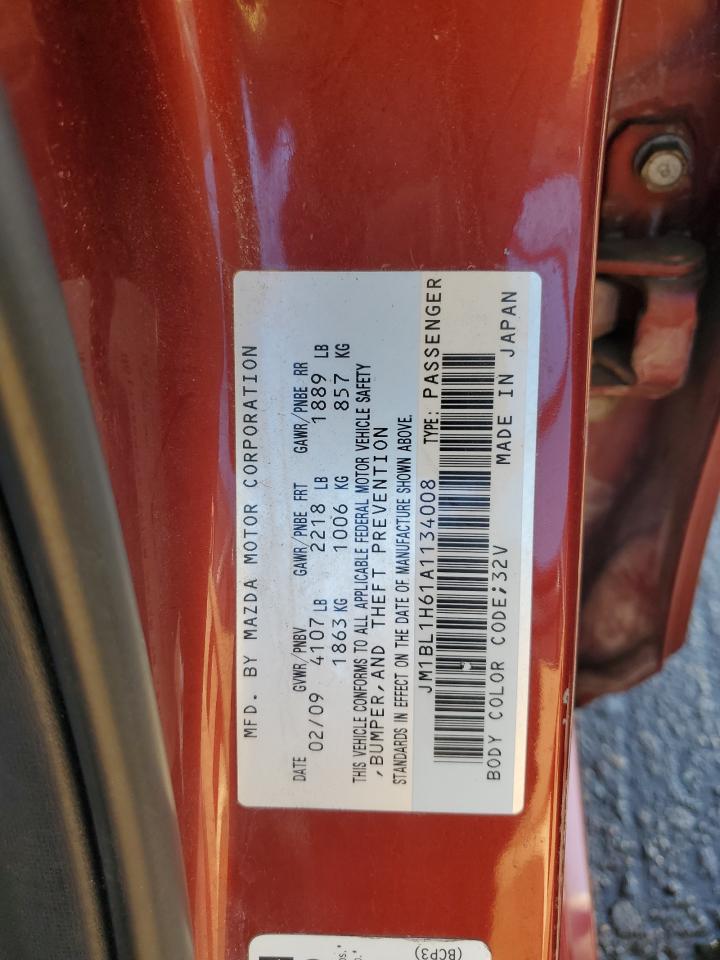 MFD. BY MAZDA MOTOR CORPORATION
DATE GVWR/PNBV GAWR/PNBE FRT GAWR/PNBE RR
02/09 4107 LB 2218 LB 1889 LB
1863 KG 1006 KG 857 KG
THIS VEHICLE CONFORMS TO ALL APPLICABLE FEDERAL MOTOR VEHICLE SAFETY
,BUMPER,AND THEFT PREVENTION
STANDARDS IN EFFECT ON THE DATE OF MANUFACTURE SHOWN ABOVE.
JM1BL1H61A1134008 TYPE: PASSENGER
BODY COLOR CODE;32V MADE IN JAPAN
(BCP3)